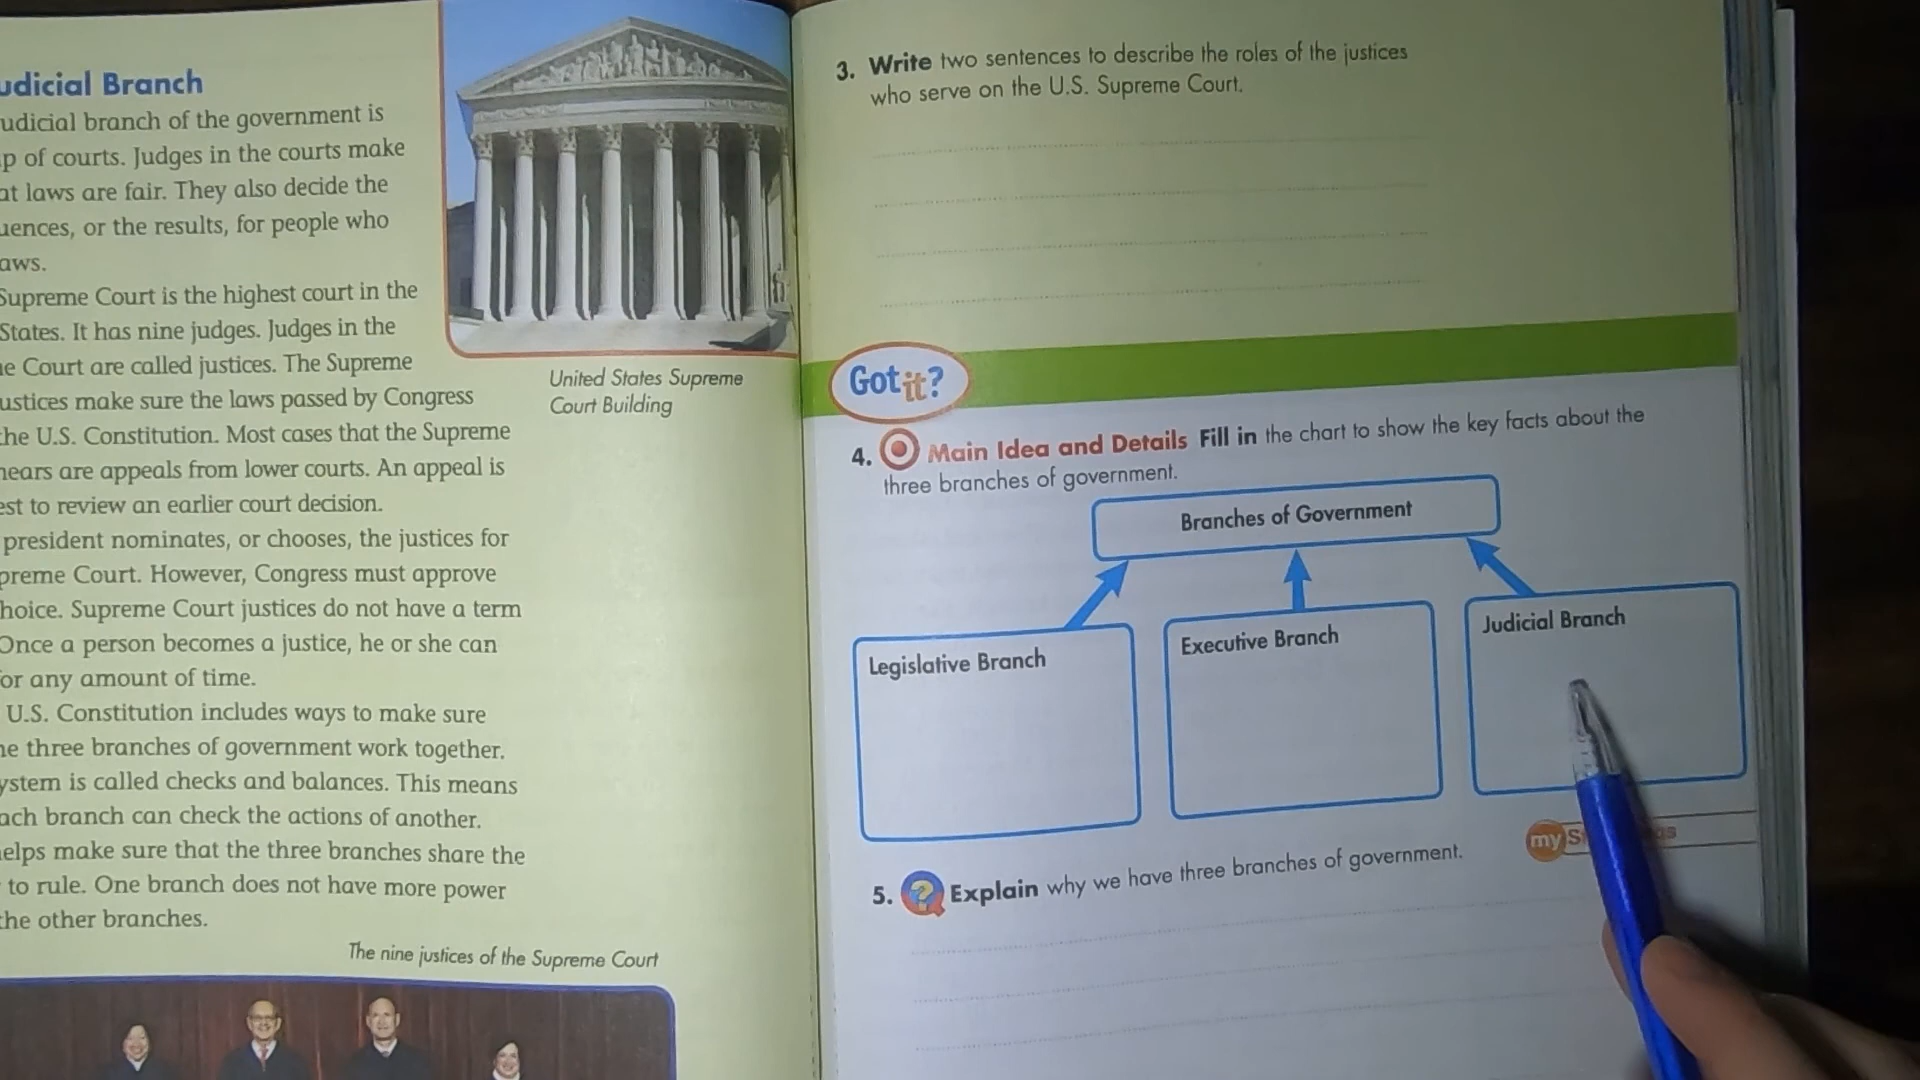 udicial Branch
udicial branch of the government is
p of courts. Judges in the courts make
at laws are fair. They also decide the
uences, or the results, for people who
aws.
Supreme Court is the highest court in the
States. It has nine judges. Judges in the
e Court are called justices. The Supreme
ustices make sure the laws passed by Congress
the U.S. Constitution. Most cases that the Supreme
hears are appeals from lower courts. An appeal is
est to review an earlier court decision.
president nominates, or chooses, the justices for
preme Court. However, Congress must approve
hoice. Supreme Court justices do not have a term
Once a person becomes a justice, he or she can
or any amount of time.
U.S. Constitution includes ways to make sure
he three branches of government work together.
ystem is called checks and balances. This means
ach branch can check the actions of another.
elps make sure that the three branches share the
to rule. One branch does not have more power
the other branches.
United States Supreme
Court Building
The nine justices of the Supreme Court
3. Write two sentences to describe the roles of the justices
who serve on the U.S. Supreme Court.
Got it?
4. Main Idea and Details Fill in the chart to show the key facts about the
three branches of government.
Branches of Government
Legislative Branch
Executive Branch
Judicial Branch
my S
5. ? Explain why we have three branches of government.